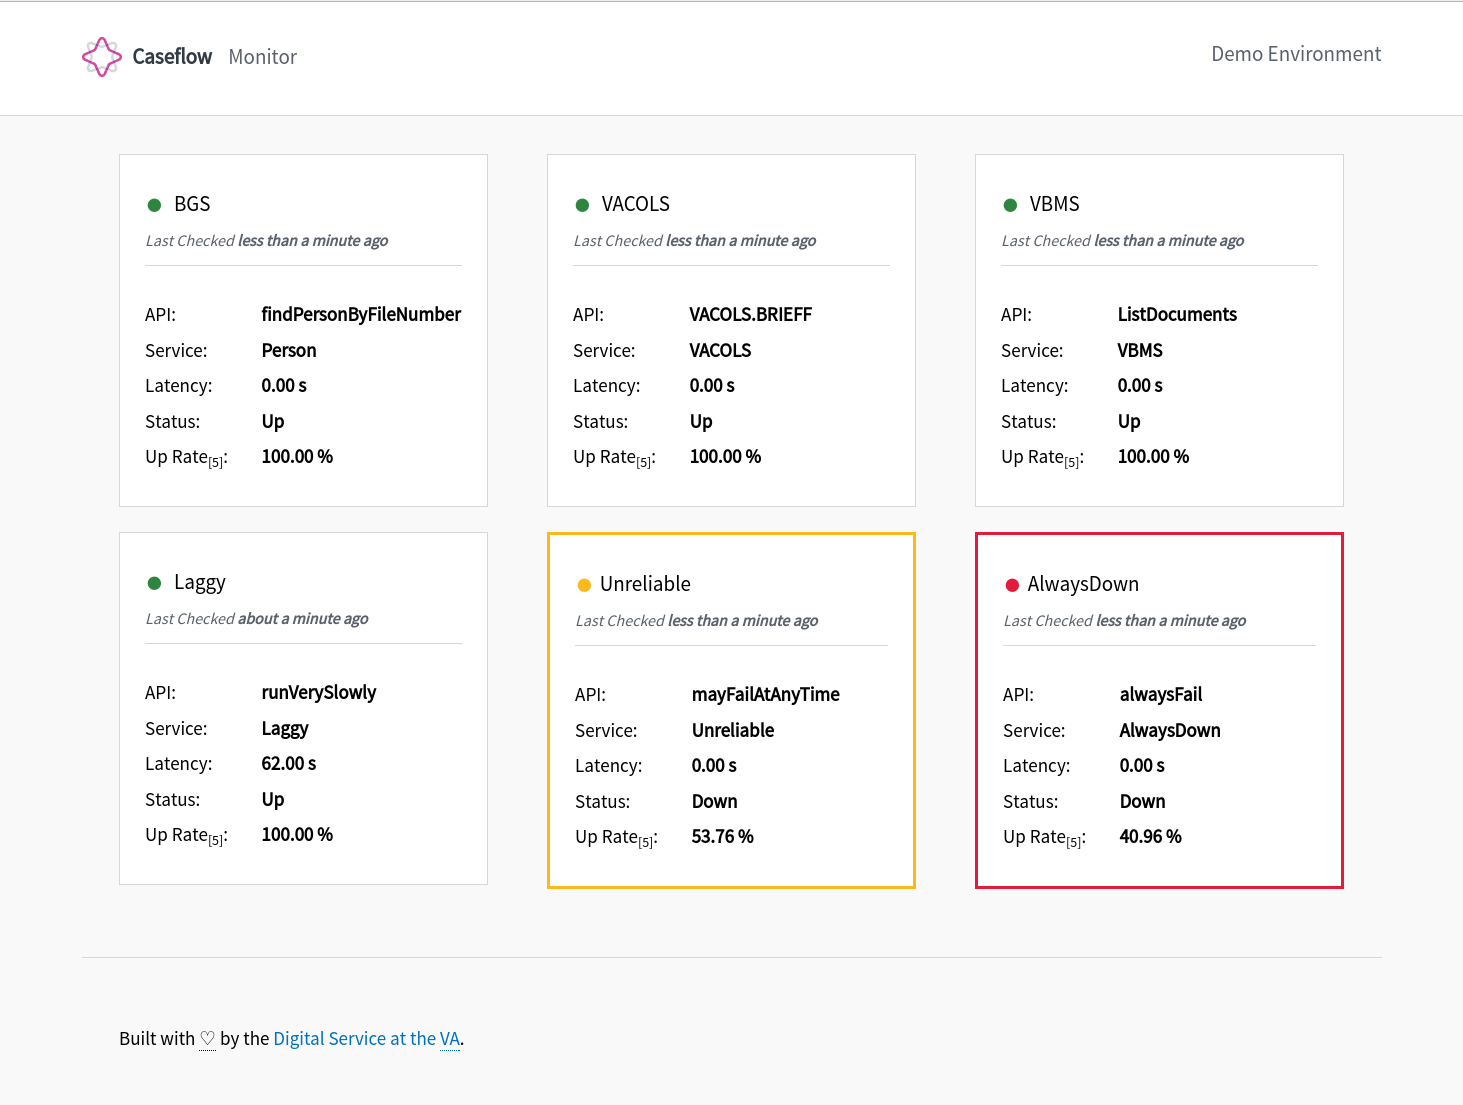 Caseflow Monitor
Demo Environment
BGS
Last Checked less than a minute ago
API: findPersonByFileNumber
Service: Person
Latency: 0.00 s
Status: Up
Up Rate[5]: 100.00 %
VACOLS
Last Checked less than a minute ago
API: VACOLS.BRIEFF
Service: VACOLS
Latency: 0.00 s
Status: Up
Up Rate[5]: 100.00 %
VBMS
Last Checked less than a minute ago
API: ListDocuments
Service: VBMS
Latency: 0.00 s
Status: Up
Up Rate[5]: 100.00 %
Laggy
Last Checked about a minute ago
API: runVerySlowly
Service: Laggy
Latency: 62.00 s
Status: Up
Up Rate[5]: 100.00 %
Unreliable
Last Checked less than a minute ago
API: mayFailAtAnyTime
Service: Unreliable
Latency: 0.00 s
Status: Down
Up Rate[5]: 53.76 %
AlwaysDown
Last Checked less than a minute ago
API: alwaysFail
Service: AlwaysDown
Latency: 0.00 s
Status: Down
Up Rate[5]: 40.96 %
Built with ♡ by the Digital Service at the VA.